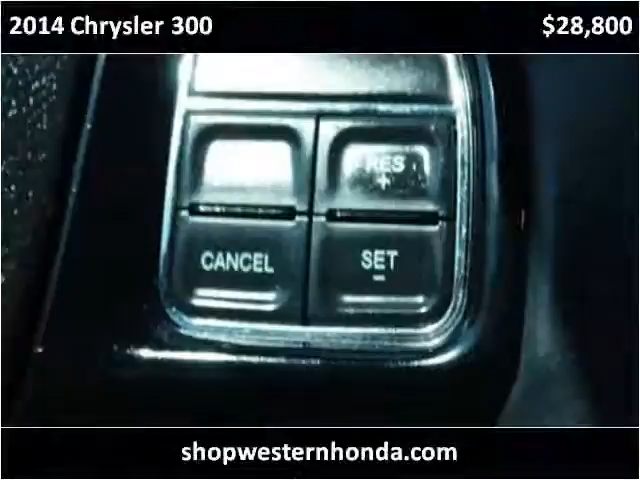 2014 Chrysler 300 $28,800
RES
+
CANCEL SET
−
shopwesternhonda.com